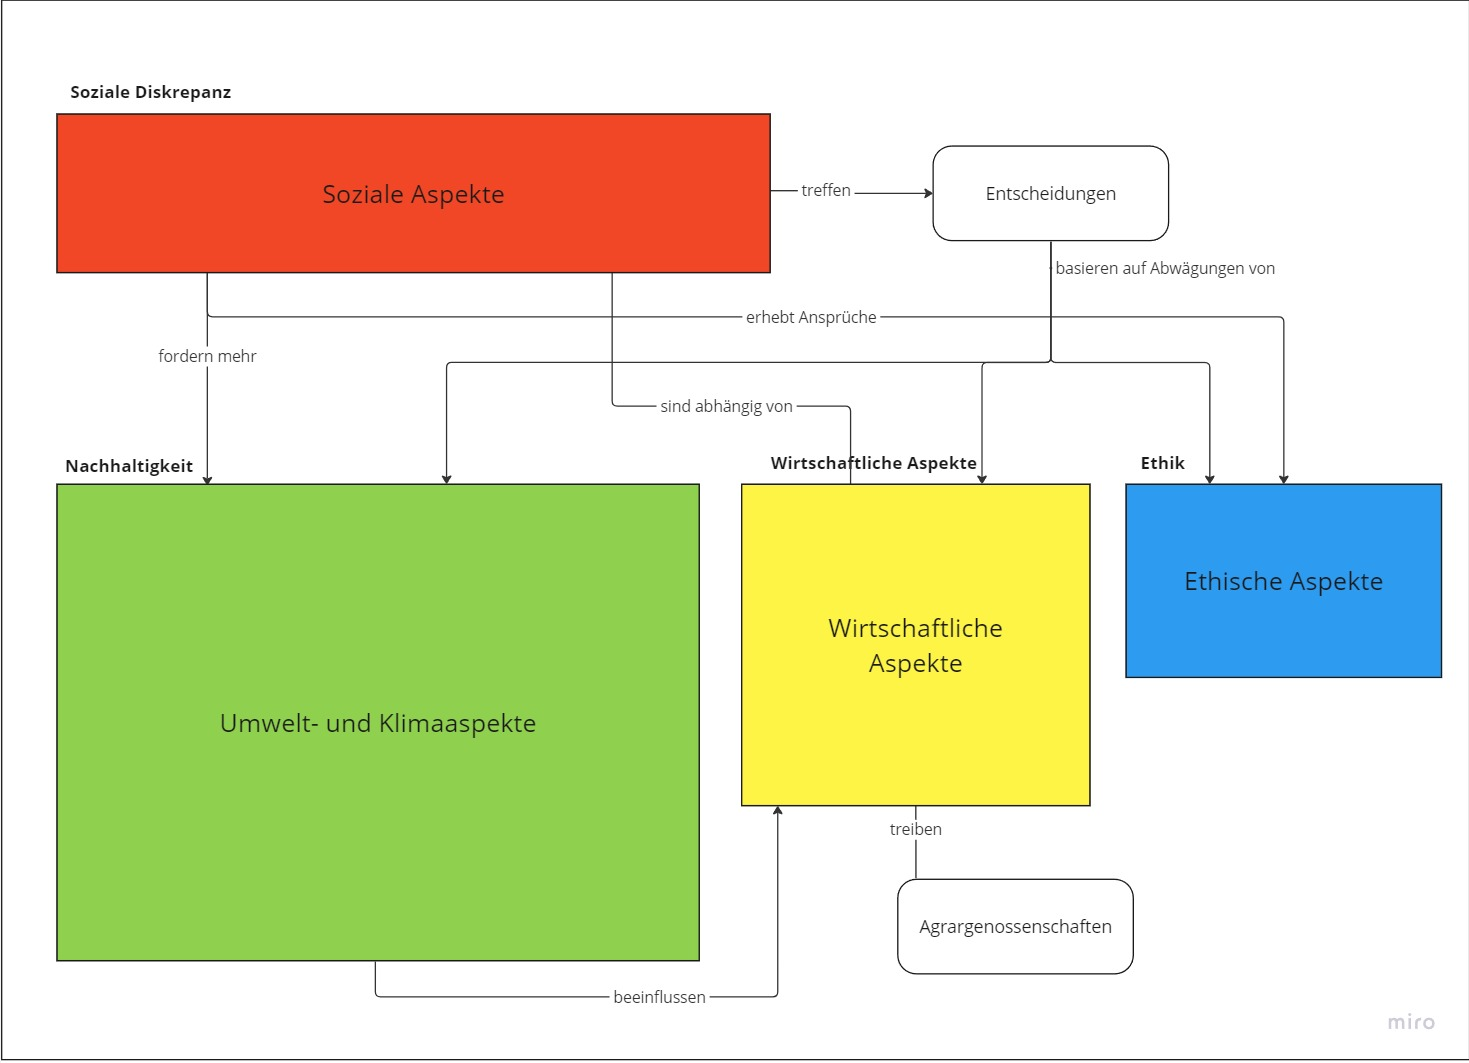 Soziale Diskrepanz
Soziale Aspekte
treffen
Entscheidungen
basieren auf Abwägungen von
erhebt Ansprüche
fordern mehr
sind abhängig von
Nachhaltigkeit
Wirtschaftliche Aspekte
Ethik
Umwelt- und Klimaaspekte
Wirtschaftliche
Aspekte
Ethische Aspekte
treiben
Agrargenossenschaften
beeinflussen
miro